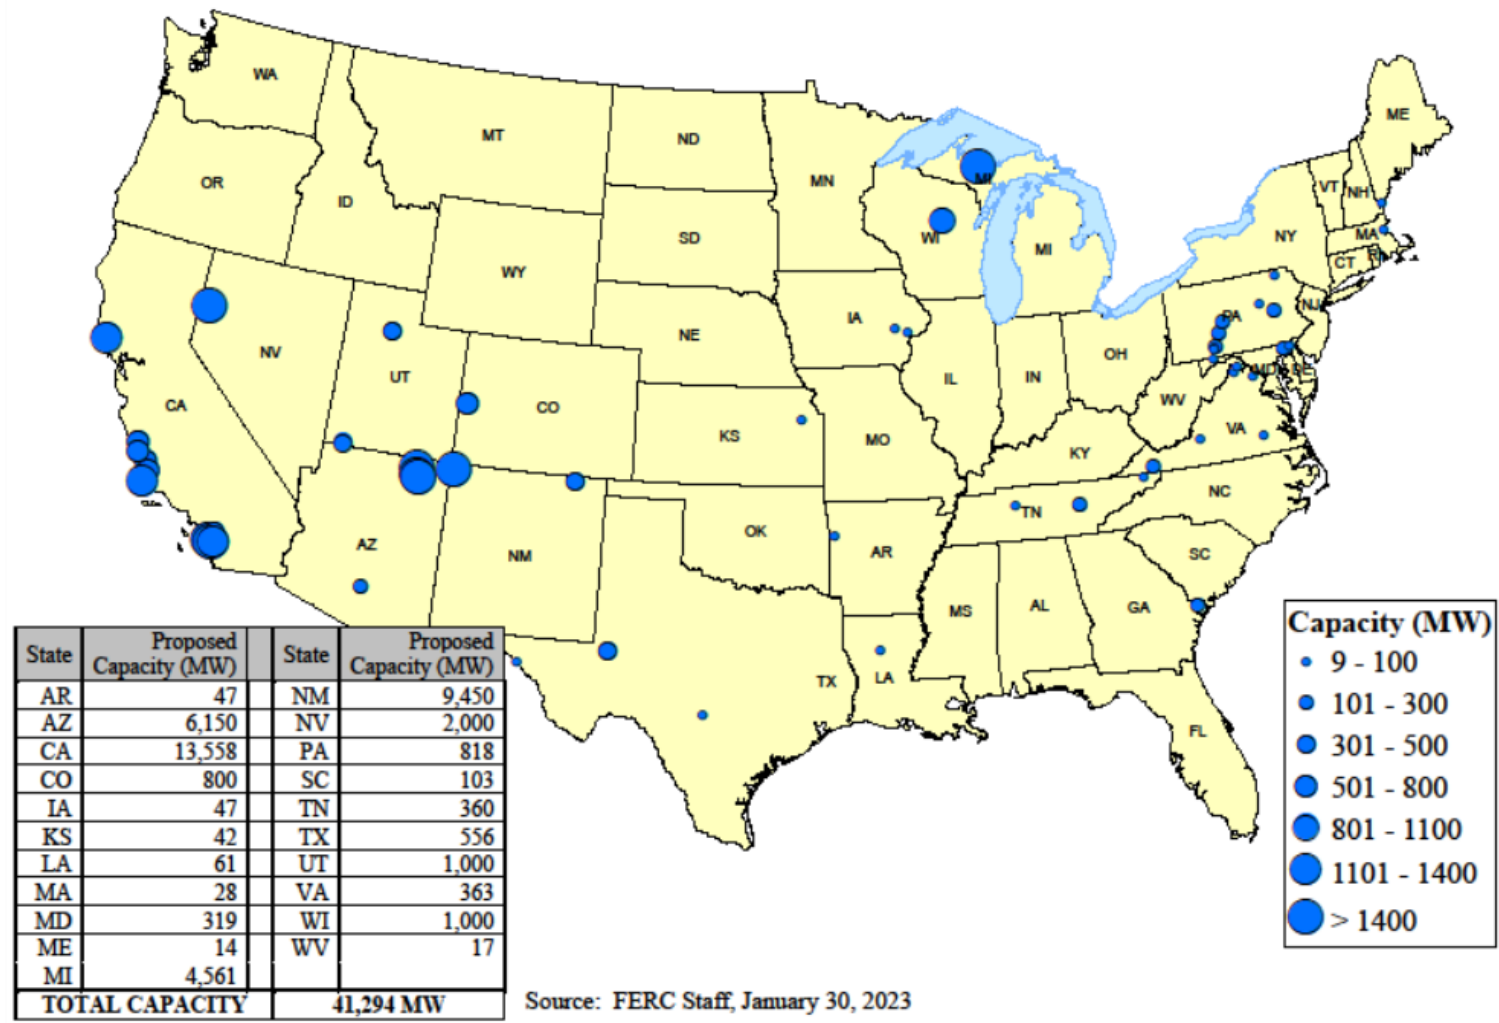 WA
MT
ND
ME
OR
ID
MN
VT
NH
MI
SD
WI
NY
MA
WY
MI
CT
RI
IA
NE
PA
NJ
NV
OH
UT
IL
IN
MD
DE
CA
CO
WV
KS
MO
VA
KY
NC
TN
OK
AZ
NM
AR
SC
MS
AL
GA
TX
LA
FL
State Proposed Capacity (MW) State Proposed Capacity (MW)
AR 47 NM 9,450
AZ 6,150 NV 2,000
CA 13,558 PA 818
CO 800 SC 103
IA 47 TN 360
KS 42 TX 556
LA 61 UT 1,000
MA 28 VA 363
MD 319 WI 1,000
ME 14 WV 17
MI 4,561
TOTAL CAPACITY 41,294 MW
Source: FERC Staff, January 30, 2023
Capacity (MW)
9 - 100
101 - 300
301 - 500
501 - 800
801 - 1100
1101 - 1400
> 1400